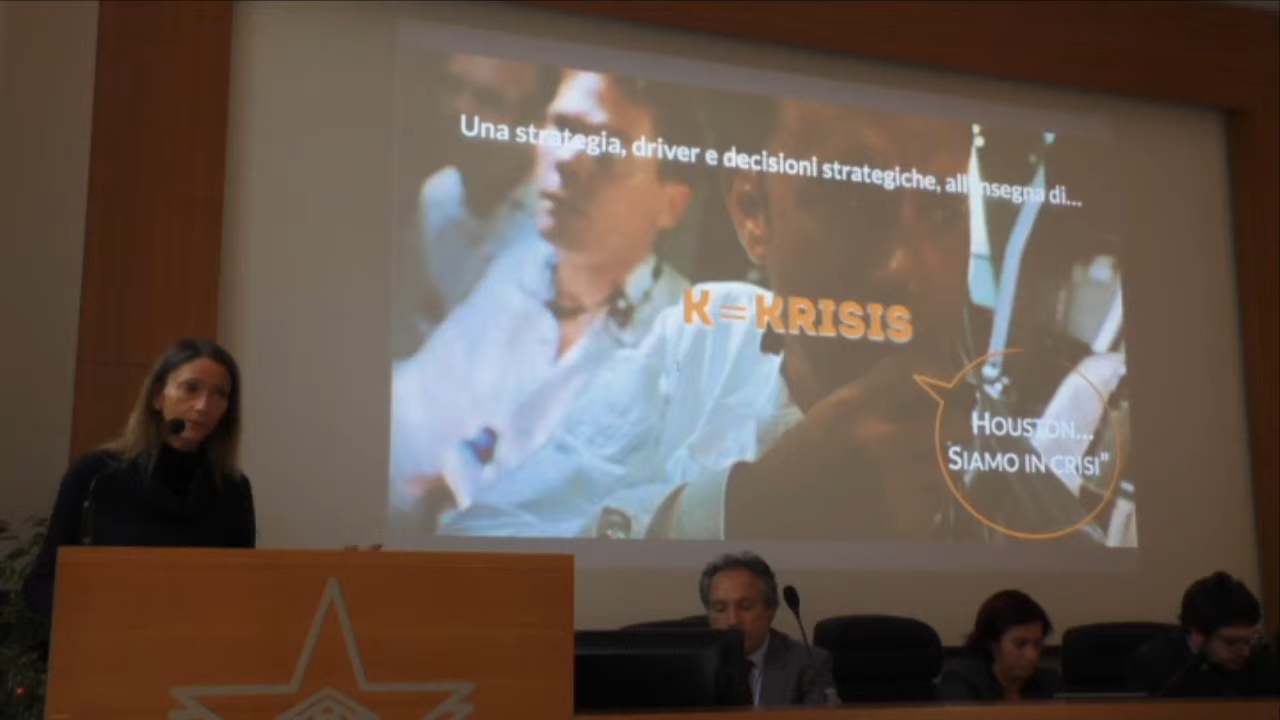 Una strategia, driver e decisioni strategiche, all'insegna di...
K = KRISIS
HOUSTON...
SIAMO IN CRISI”